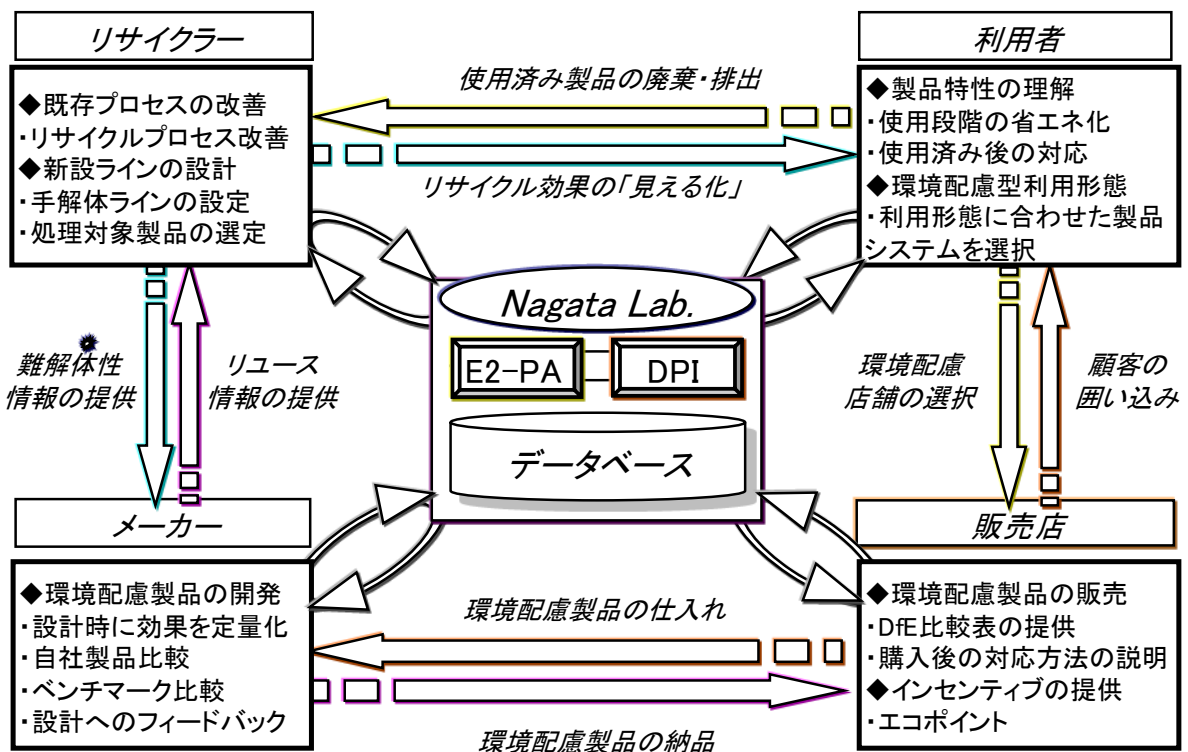 リサイクラー
◆既存プロセスの改善
・リサイクルプロセス改善
◆新設ラインの設計
・手解体ラインの設定
・処理対象製品の選定
使用済み製品の廃棄・排出
リサイクル効果の「見える化」
利用者
◆製品特性の理解
・使用段階の省エネ化
・使用済み後の対応
◆環境配慮型利用形態
・利用形態に合わせた製品
システムを選択
Nagata Lab.
E2-PA
DPI
データベース
難解体性
情報の提供
リユース
情報の提供
環境配慮
店舗の選択
顧客の
囲い込み
メーカー
◆環境配慮製品の開発
・設計時に効果を定量化
・自社製品比較
・ベンチマーク比較
・設計へのフィードバック
環境配慮製品の仕入れ
環境配慮製品の納品
販売店
◆環境配慮製品の販売
・DfE比較表の提供
・購入後の対応方法の説明
◆インセンティブの提供
・エコポイント